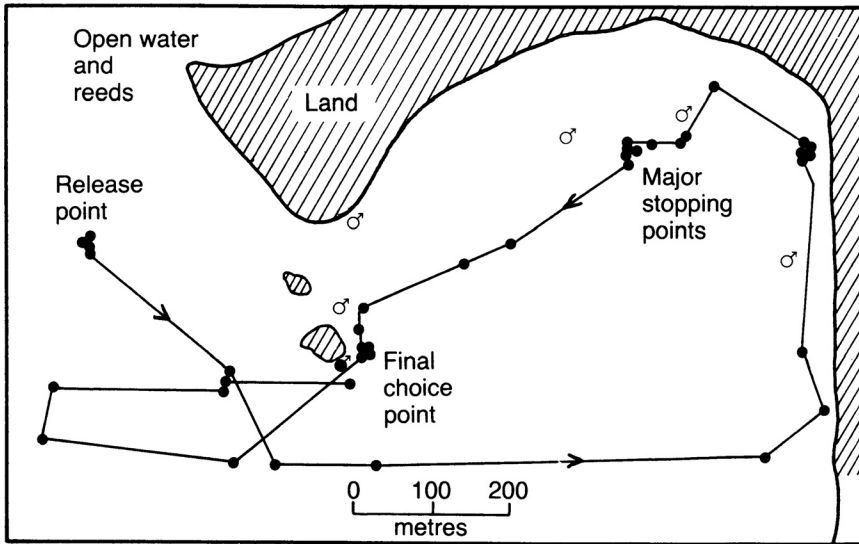 Open water
and
reeds
Land
Release
point
Major
stopping
points
Final
choice
point
0 100 200
metres